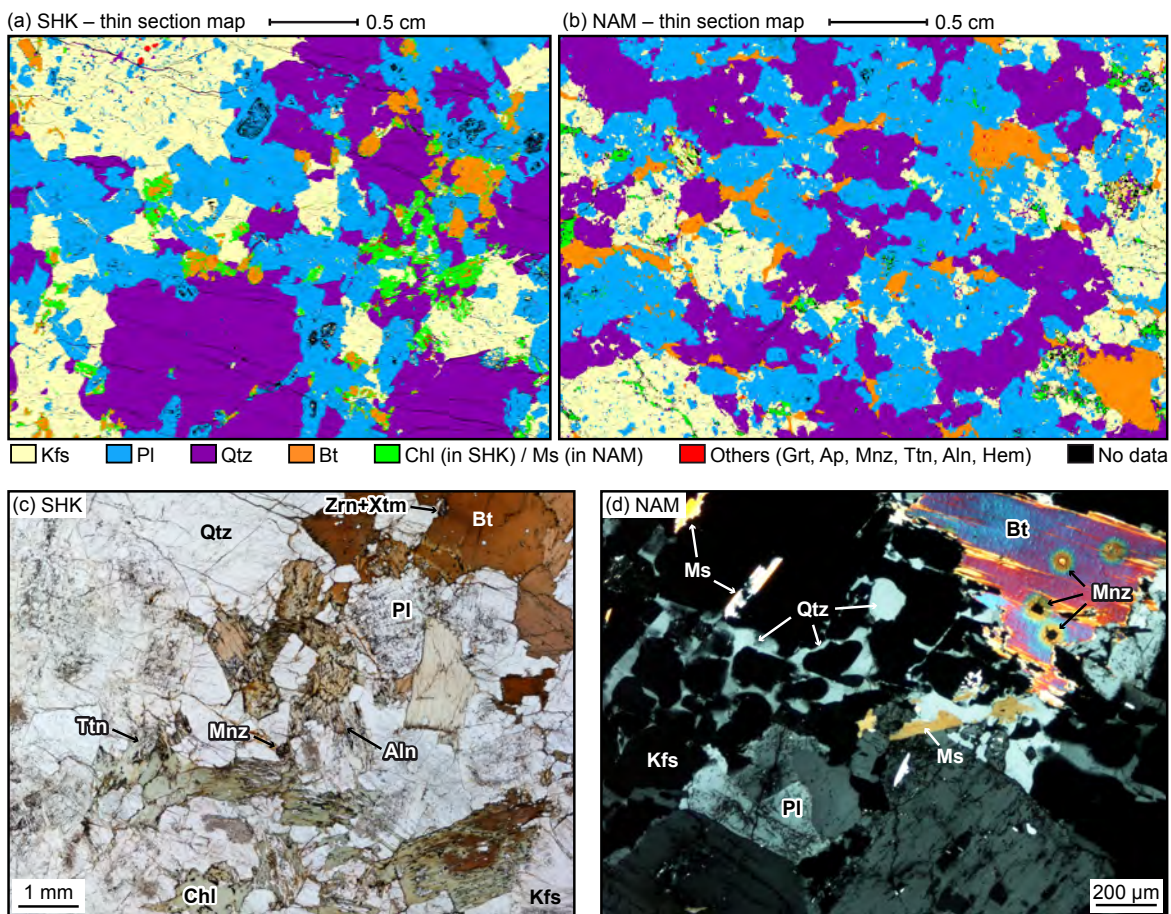 (a) SHK – thin section map
0.5 cm
(b) NAM – thin section map
0.5 cm
Kfs
Pl
Qtz
Bt
Chl (in SHK) / Ms (in NAM)
Others (Grt, Ap, Mnz, Ttn, Aln, Hem)
No data
(c) SHK
Zrn+Xtm
Bt
Qtz
Pl
Ttn
Mnz
Aln
1 mm
Chl
Kfs
(d) NAM
Bt
Ms
Mnz
Qtz
Ms
Kfs
Pl
200 µm